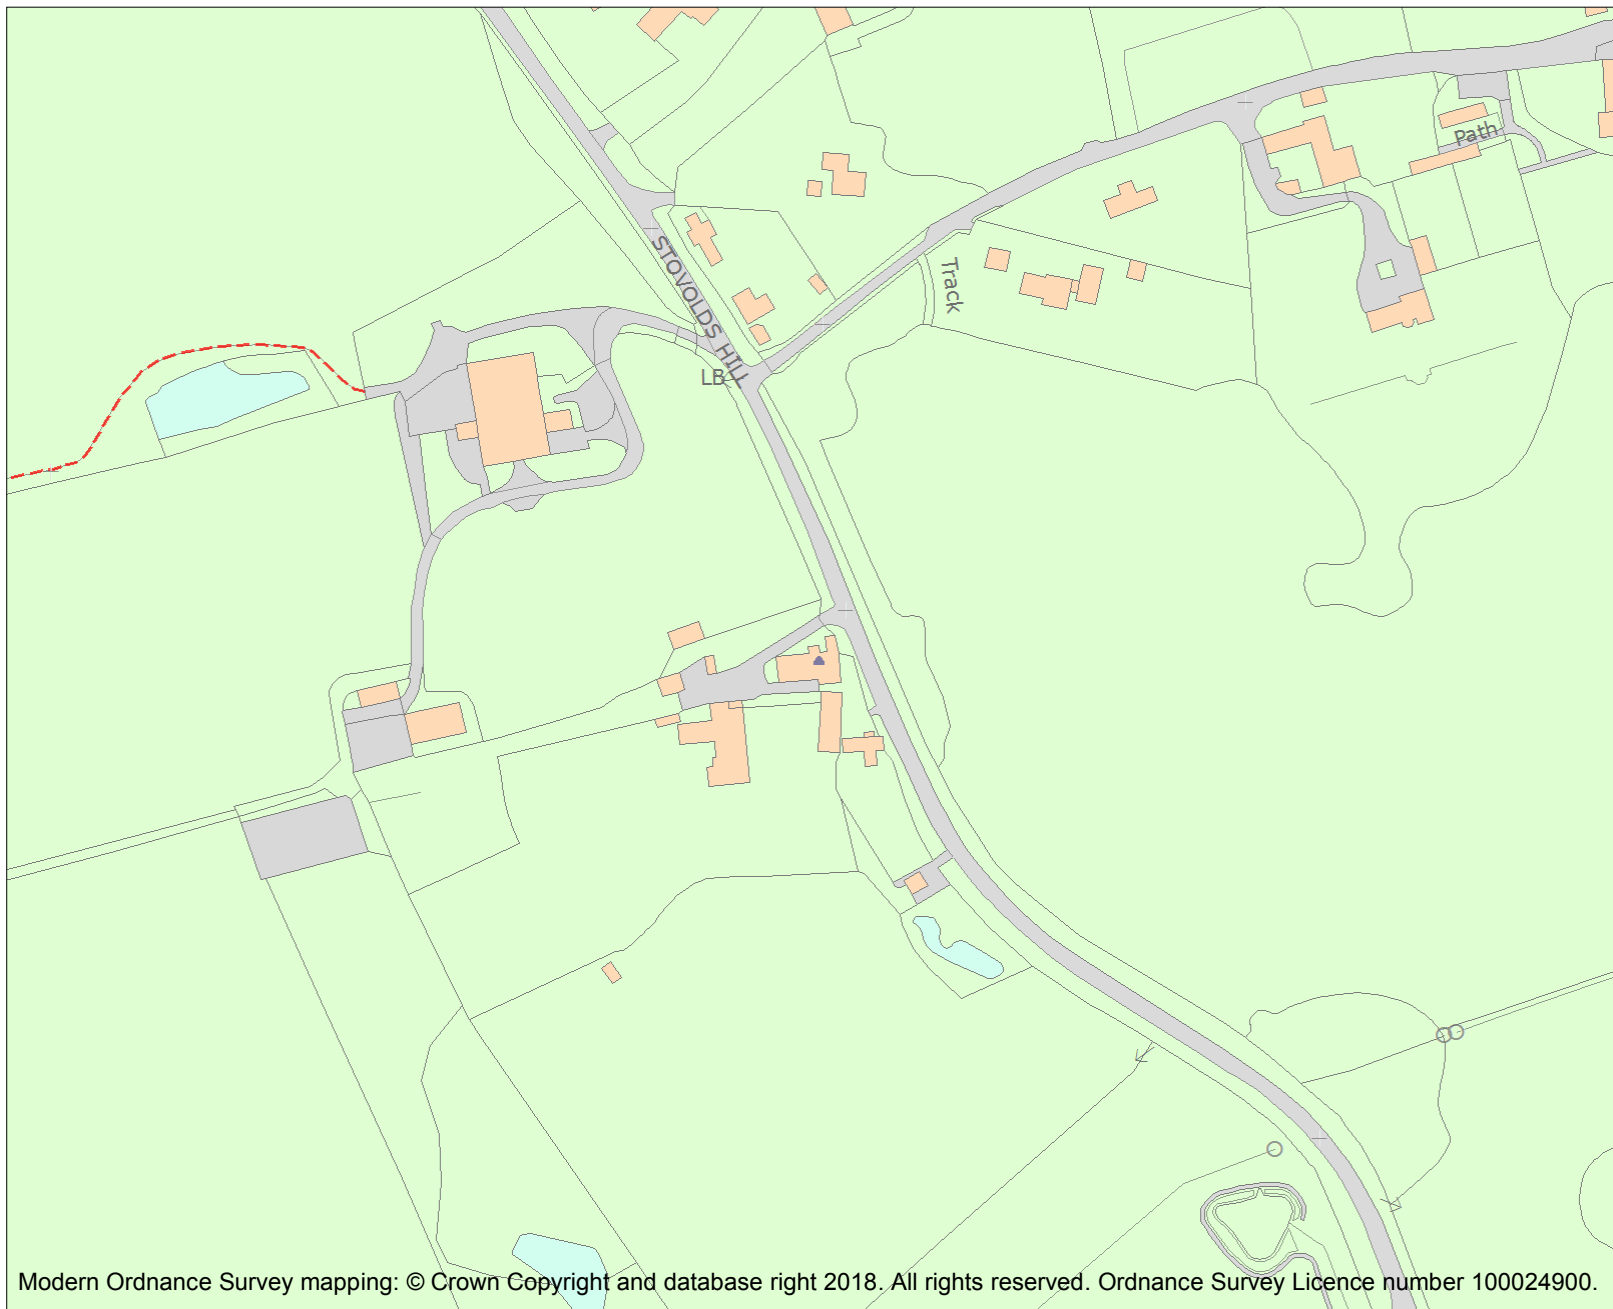 Path
STOVOLDS HILL
Track
LB
Modern Ordnance Survey mapping: © Crown Copyright and database right 2018. All rights reserved. Ordnance Survey Licence number 100024900.